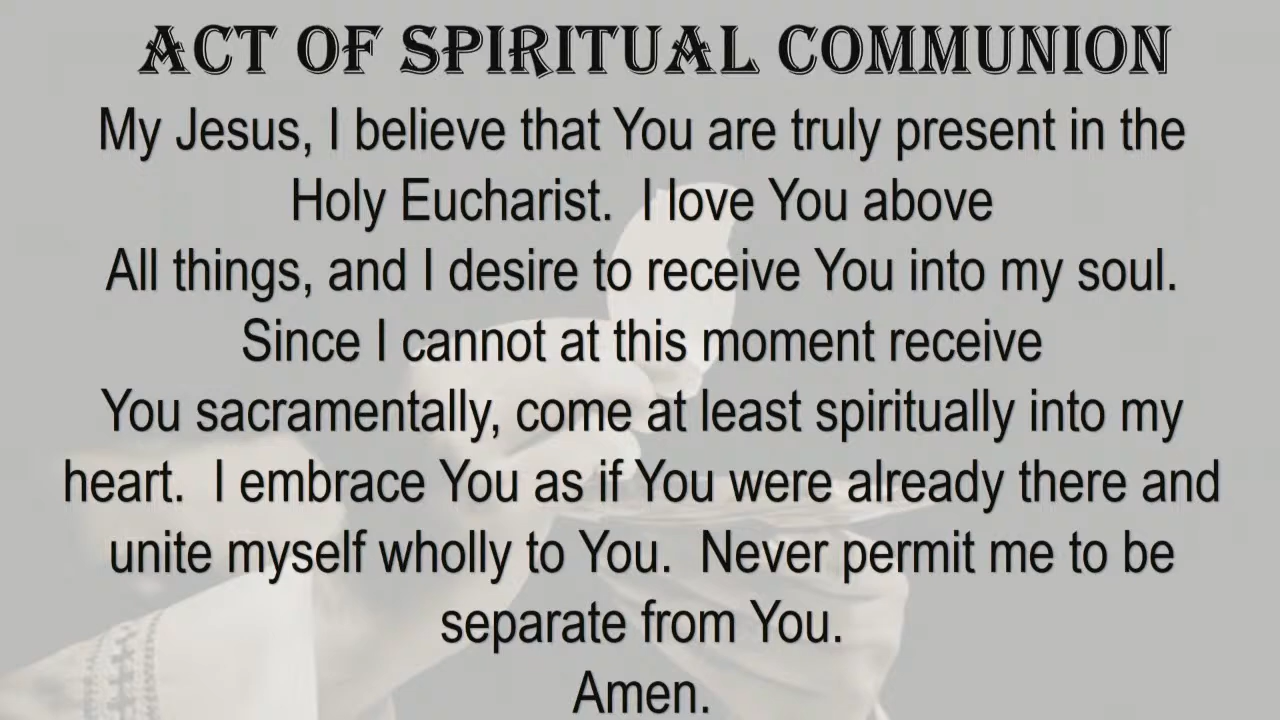 ACT OF SPIRITUAL COMMUNION
My Jesus, I believe that You are truly present in the
Holy Eucharist. I love You above
All things, and I desire to receive You into my soul.
Since I cannot at this moment receive
You sacramentally, come at least spiritually into my
heart. I embrace You as if You were already there and
unite myself wholly to You. Never permit me to be
separate from You.
Amen.